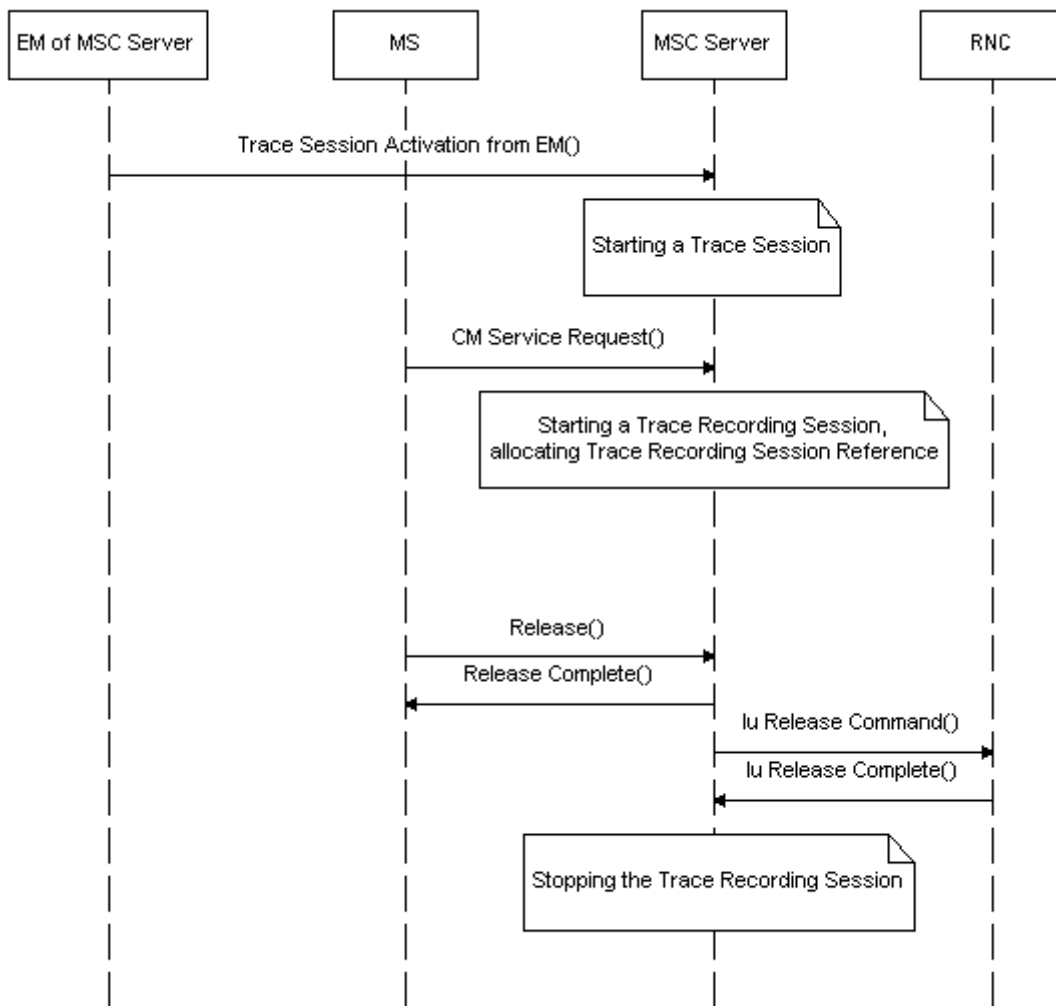 EM of MSC Server
MS
MSC Server
RNC
Trace Session Activation from EM()
Starting a Trace Session
CM Service Request()
Starting a Trace Recording Session,
allocating Trace Recording Session Reference
Release()
Release Complete()
Iu Release Command()
Iu Release Complete()
Stopping the Trace Recording Session